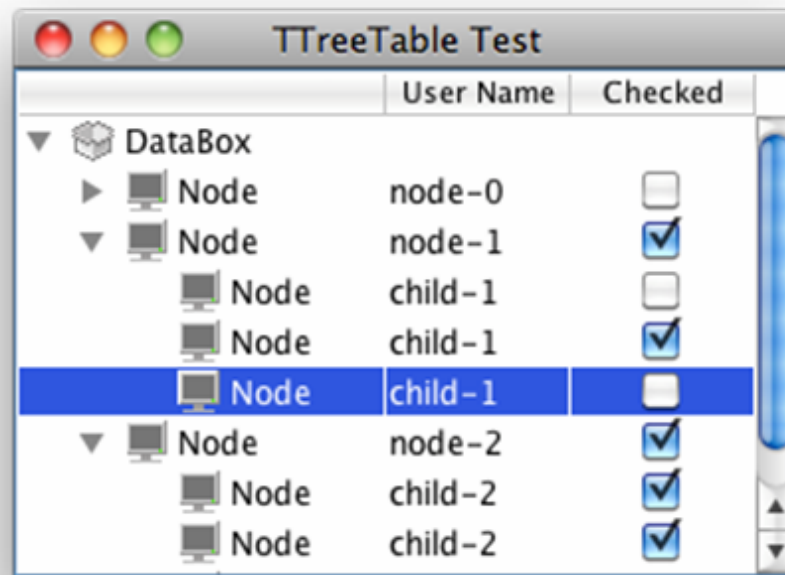 TTreeTable Test
User Name Checked
DataBox
Node node-0
Node node-1
Node child-1
Node child-1
Node child-1
Node node-2
Node child-2
Node child-2